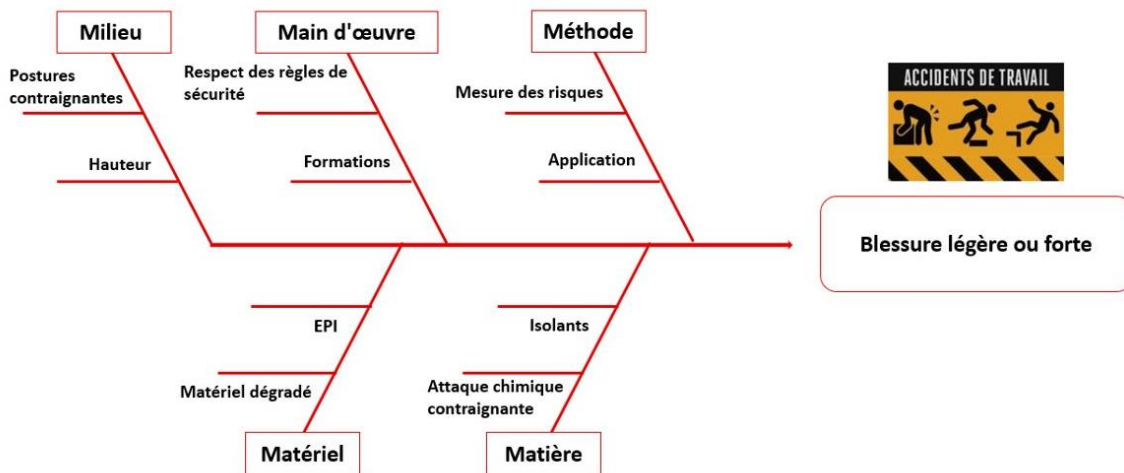 Milieu
Main d'œuvre
Méthode
Postures
contraignantes
Respect des règles de
sécurité
Mesure des risques
ACCIDENTS DE TRAVAIL
Hauteur
Formations
Application
Blessure légère ou forte
EPI
Isolants
Matériel dégradé
Attaque chimique
contraignante
Matériel
Matière